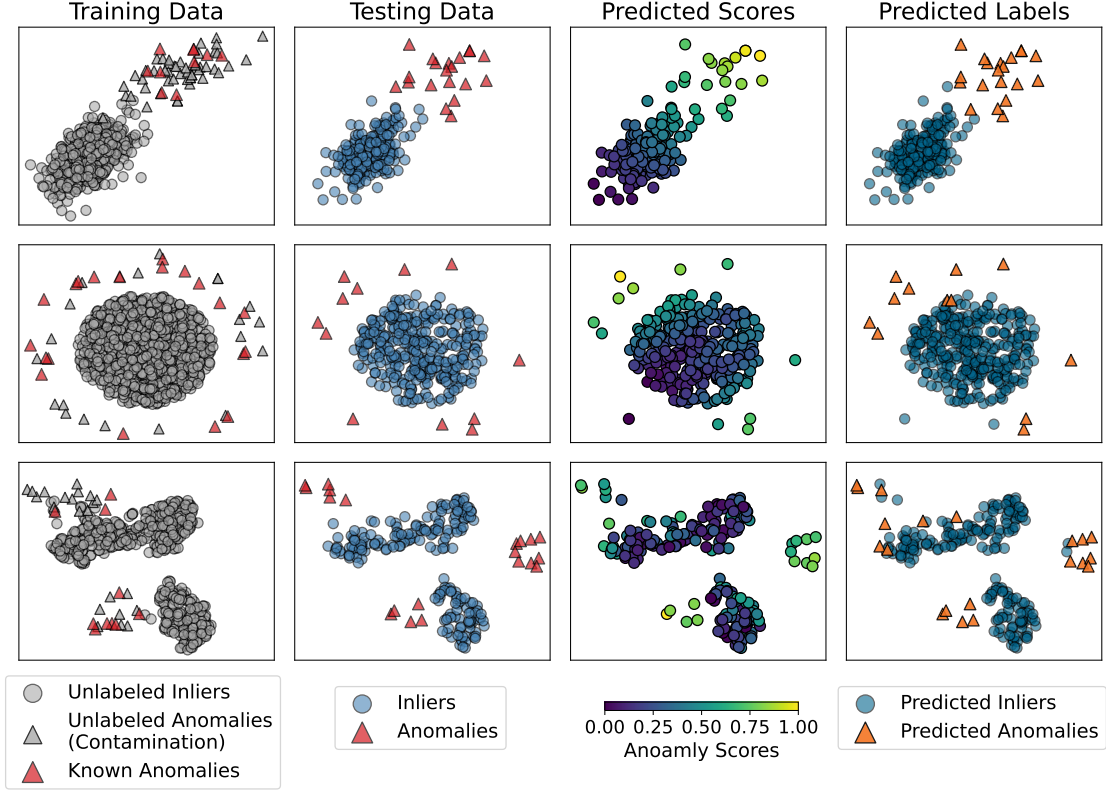 Training Data
Testing Data
Predicted Scores
Predicted Labels
Unlabeled Inliers
Unlabeled Anomalies
(Contamination)
Known Anomalies
Inliers
Anomalies
0.00 0.25 0.50 0.75 1.00
Anoamly Scores
Predicted Inliers
Predicted Anomalies